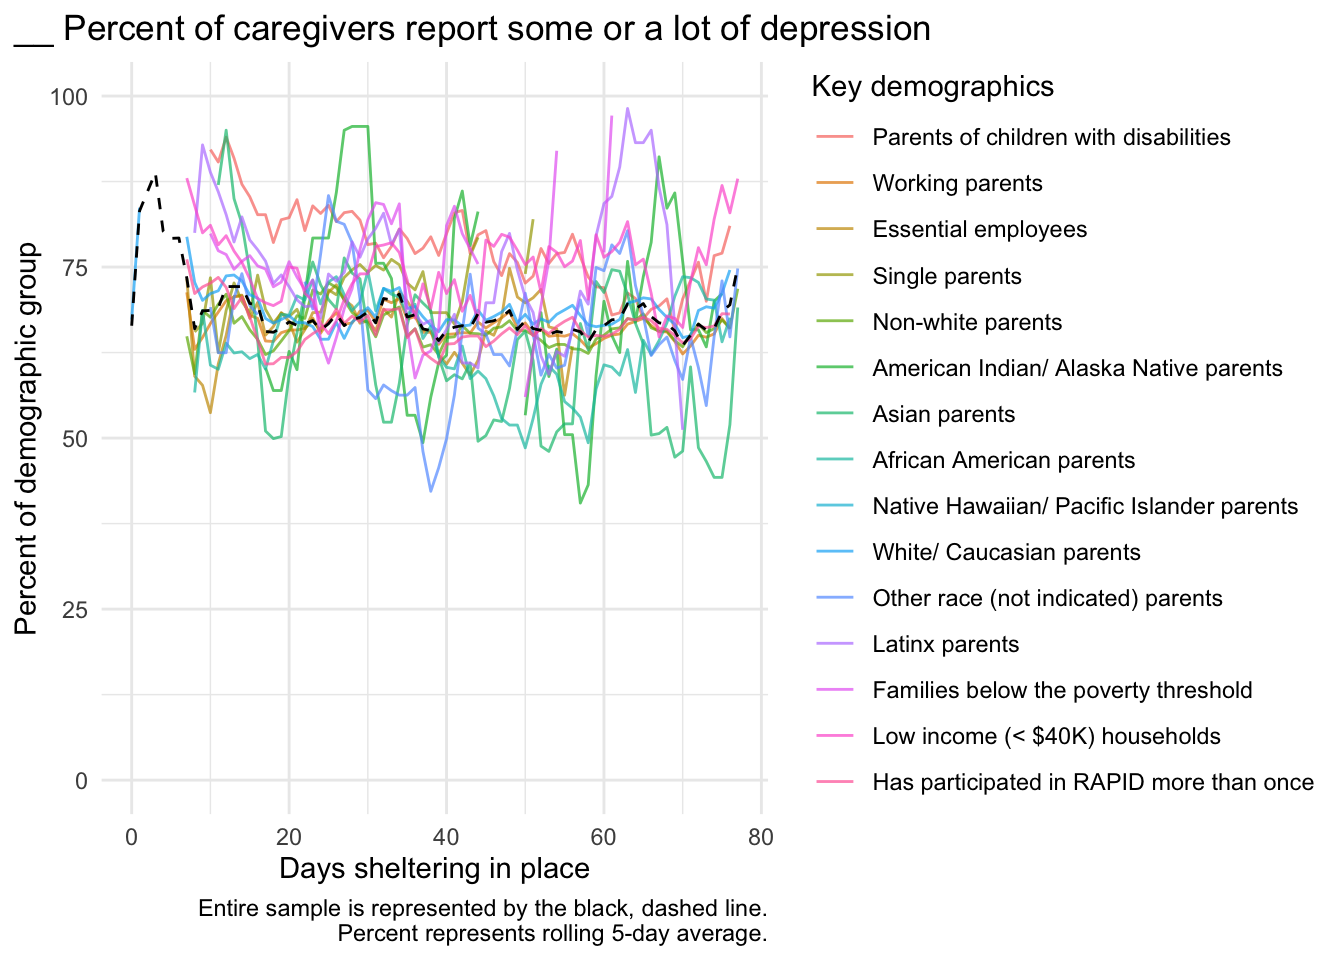 __ Percent of caregivers report some or a lot of depression
Percent of demographic group
100
75
50
25
0
0 20 40 60 80
Days sheltering in place
Entire sample is represented by the black, dashed line.
Percent represents rolling 5-day average.
Key demographics
Parents of children with disabilities
Working parents
Essential employees
Single parents
Non-white parents
American Indian/ Alaska Native parents
Asian parents
African American parents
Native Hawaiian/ Pacific Islander parents
White/ Caucasian parents
Other race (not indicated) parents
Latinx parents
Families below the poverty threshold
Low income (< $40K) households
Has participated in RAPID more than once